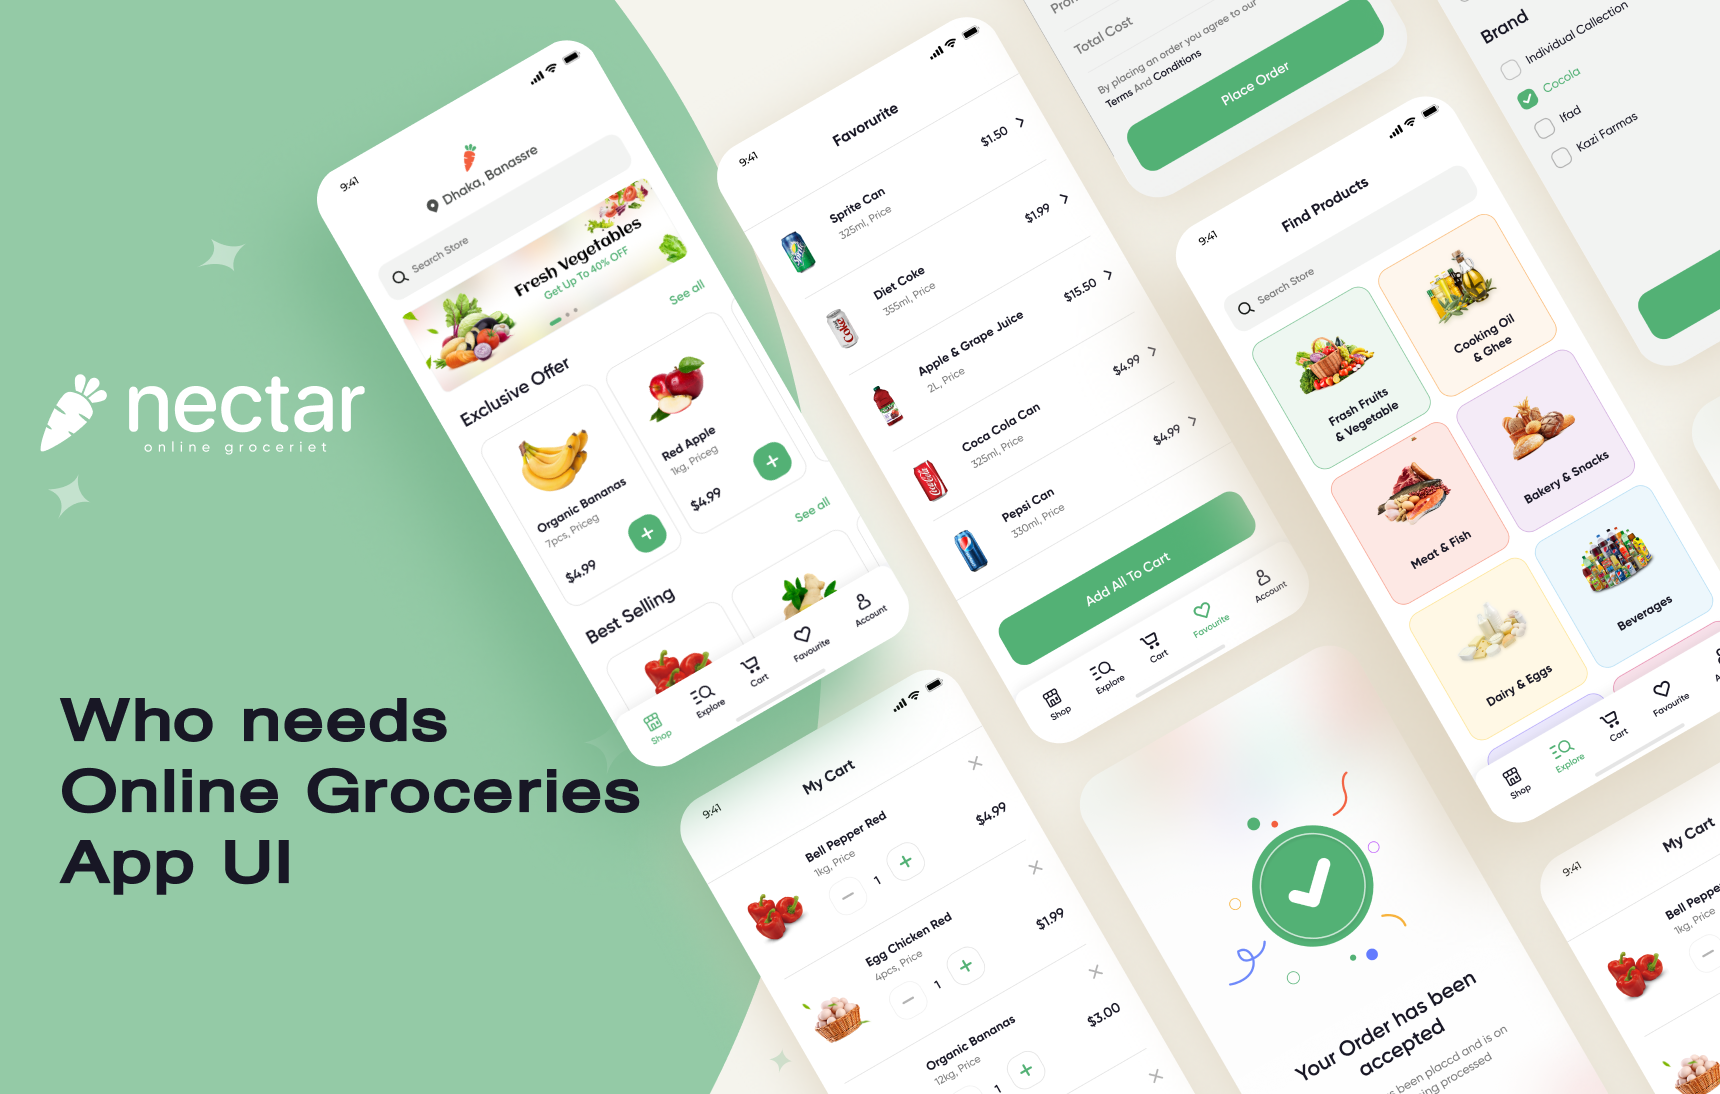 nectar
online groceriet
Who needs
Online Groceries
App UI
9:41
Dhaka, Banassre
Search Store
Fresh Vegetables
Get Up To 40% OFF
Exclusive Offer
See all
Organic Bananas
7pcs, Priceg
$4.99
Red Apple
1kg, Priceg
$4.99
Best Selling
See all
Shop
Explore
Cart
Favourite
Account
9:41
Favorurite
Sprite Can
325ml, Price
$1.50
Diet Coke
355ml, Price
$1.99
Apple & Grape Juice
2L, Price
$15.50
Coca Cola Can
325ml, Price
$4.99
Pepsi Can
330ml, Price
$4.99
Add All To Cart
Shop
Explore
Cart
Favourite
Account
Total Cost
By placing an order you agree to our
Terms And Conditions
Place Order
Brand
Individual Callection
Cocola
Ifad
Kazi Farmas
9:41
Find Products
Search Store
Frash Fruits
& Vegetable
Cooking Oil
& Ghee
Meat & Fish
Bakery & Snacks
Dairy & Eggs
Beverages
Shop
Explore
Cart
Favourite
9:41
My Cart
Bell Pepper Red
1kg, Price
1
$4.99
Egg Chicken Red
4pcs, Price
1
$1.99
Organic Bananas
12kg, Price
1
$3.00
Your Order has been
accepted
been placcd and is on
processed
9:41
My Cart
1kg, Price